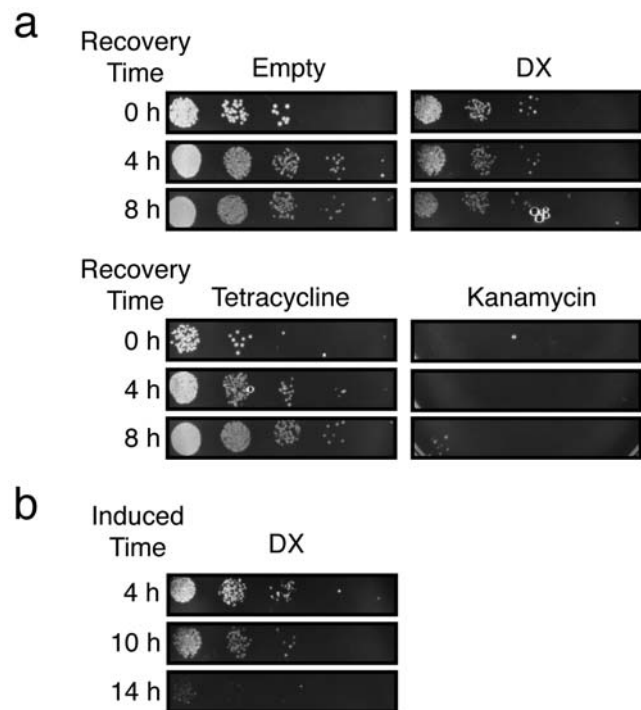 a
Recovery
Time
Empty
DX
0 h
4 h
8 h
Recovery
Time
Tetracycline
Kanamycin
0 h
4 h
8 h
b
Induced
Time
DX
4 h
10 h
14 h